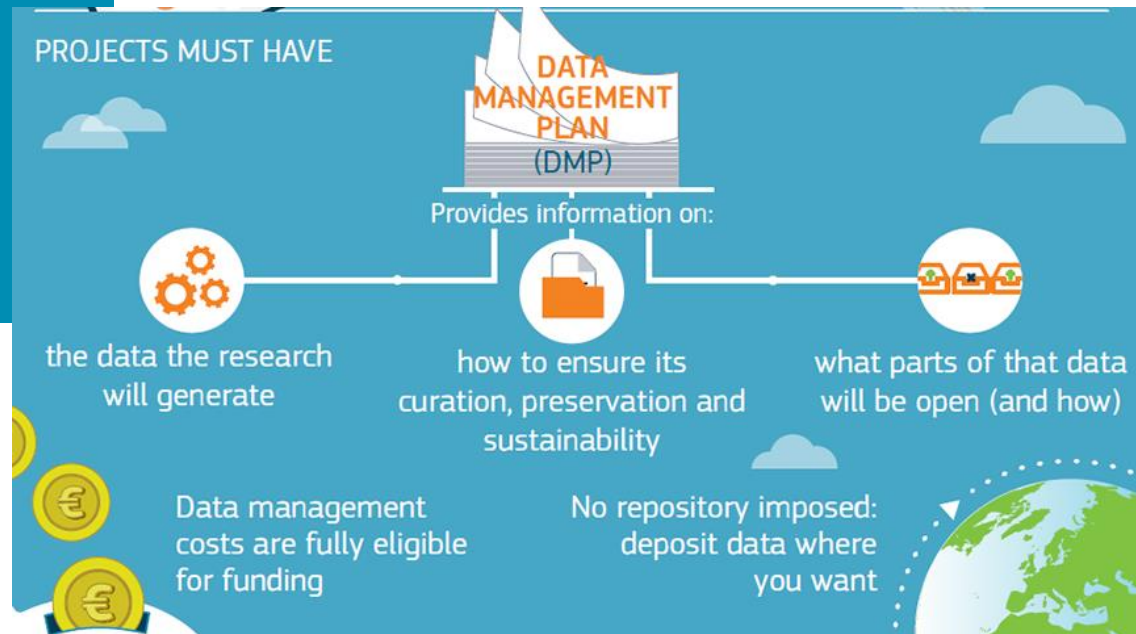 PROJECTS MUST HAVE
DATA
MANAGEMENT
PLAN
(DMP)
Provides information on:
the data the research
will generate
how to ensure its
curation, preservation and
sustainability
what parts of that data
will be open (and how)
Data management
costs are fully eligible
for funding
No repository imposed:
deposit data where
you want
€
€